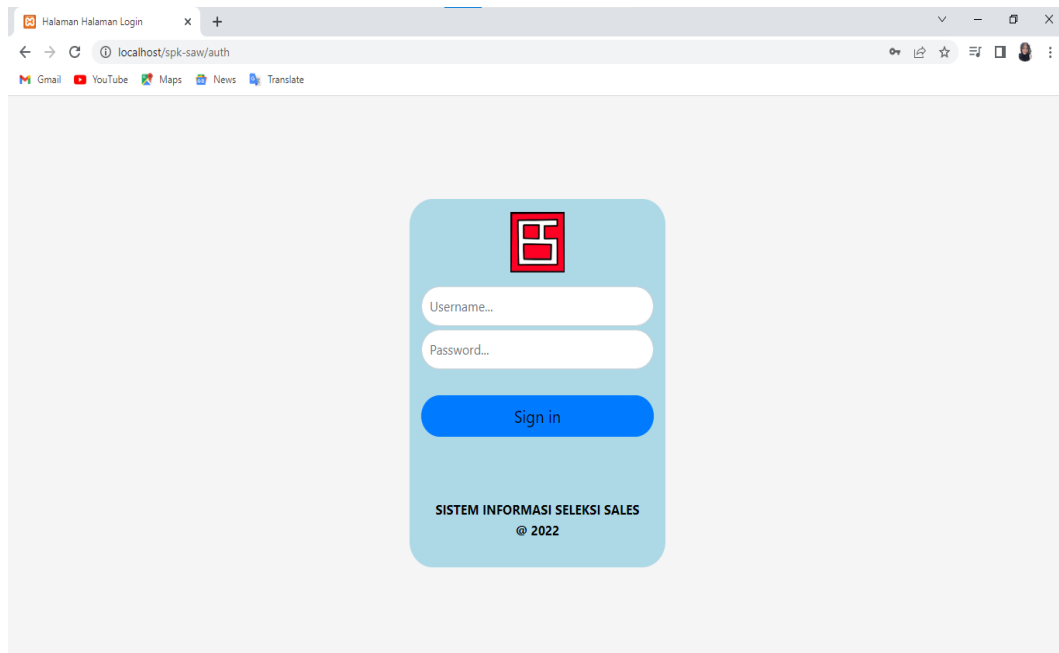 Halaman Halaman Login
localhost/spk-saw/auth
Gmail YouTube Maps News Translate
Username...
Password...
Sign in
SISTEM INFORMASI SELEKSI SALES
@ 2022